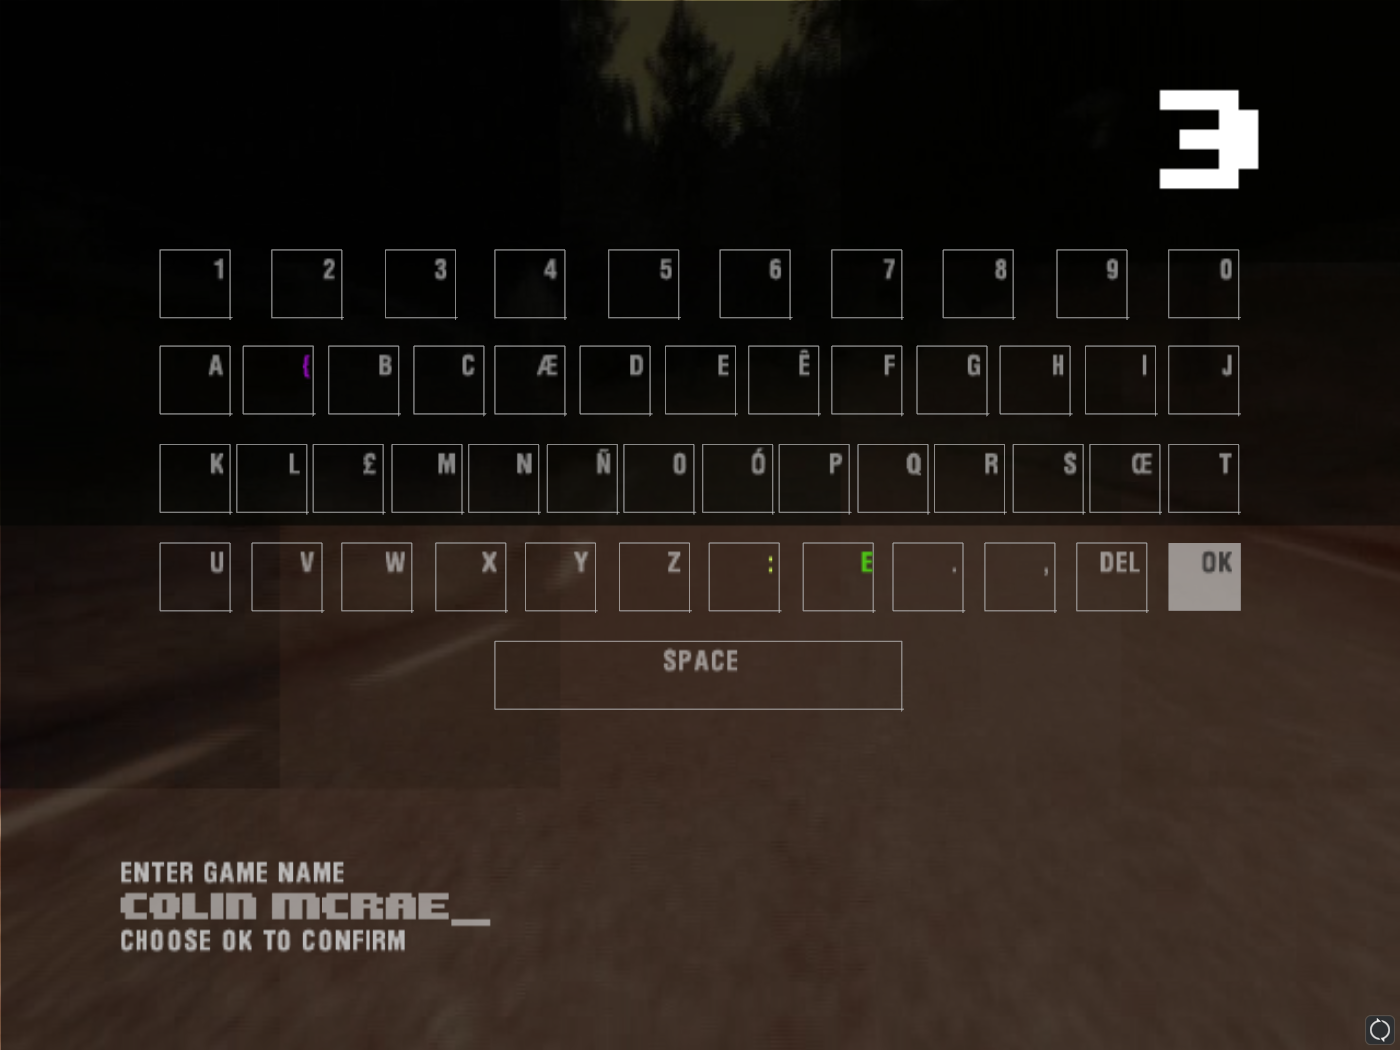 3
1 2 3 4 5 6 7 8 9 0
A { B C Æ D E Ê F G H I J
K L £ M N Ñ O Ó P Q R S Œ T
U V W X Y Z : E . , DEL OK
SPACE
ENTER GAME NAME
COLIN MCRAE_
CHOOSE OK TO CONFIRM